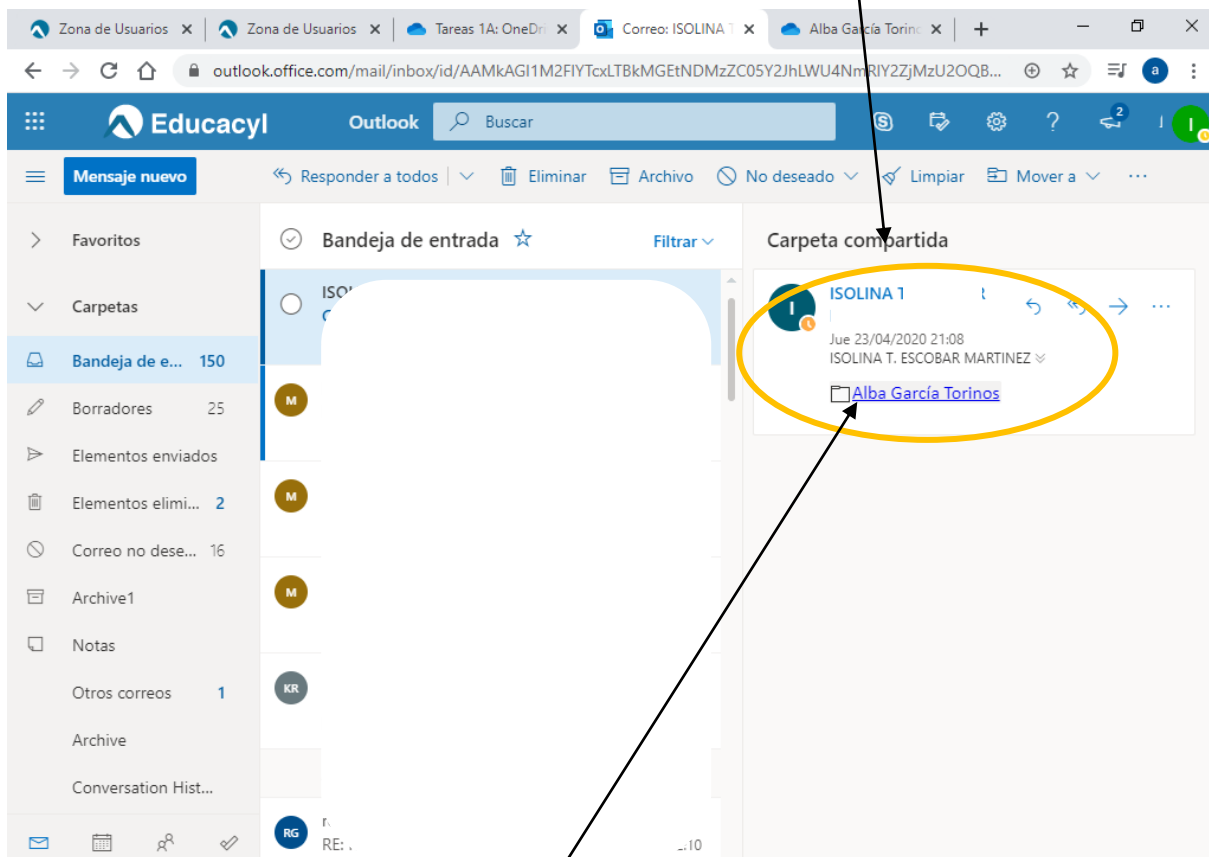 Zona de Usuarios
Zona de Usuarios
Tareas 1A: OneDri
Correo: ISOLINA T
Alba García Torino
outlook.office.com/mail/inbox/id/AAMkAGI1M2FlYTcxLTBkMGEtNDMzZC05Y2JhLWU4NmRlY2ZjMzU2OQB...
a
Educacyl
Outlook
Buscar
2
I
Mensaje nuevo
Responder a todos
Eliminar
Archivo
No deseado
Limpiar
Mover a
Favoritos
Carpetas
Bandeja de e... 150
Borradores 25
Elementos enviados
Elementos elimi... 2
Correo no dese... 16
Archive1
Notas
Otros correos 1
Archive
Conversation Hist...
Bandeja de entrada
Filtrar
M
M
M
KR
RG
RE:
Carpeta compartida
I
ISOLINA T
Jue 23/04/2020 21:08
ISOLINA T. ESCOBAR MARTINEZ
Alba García Torinos